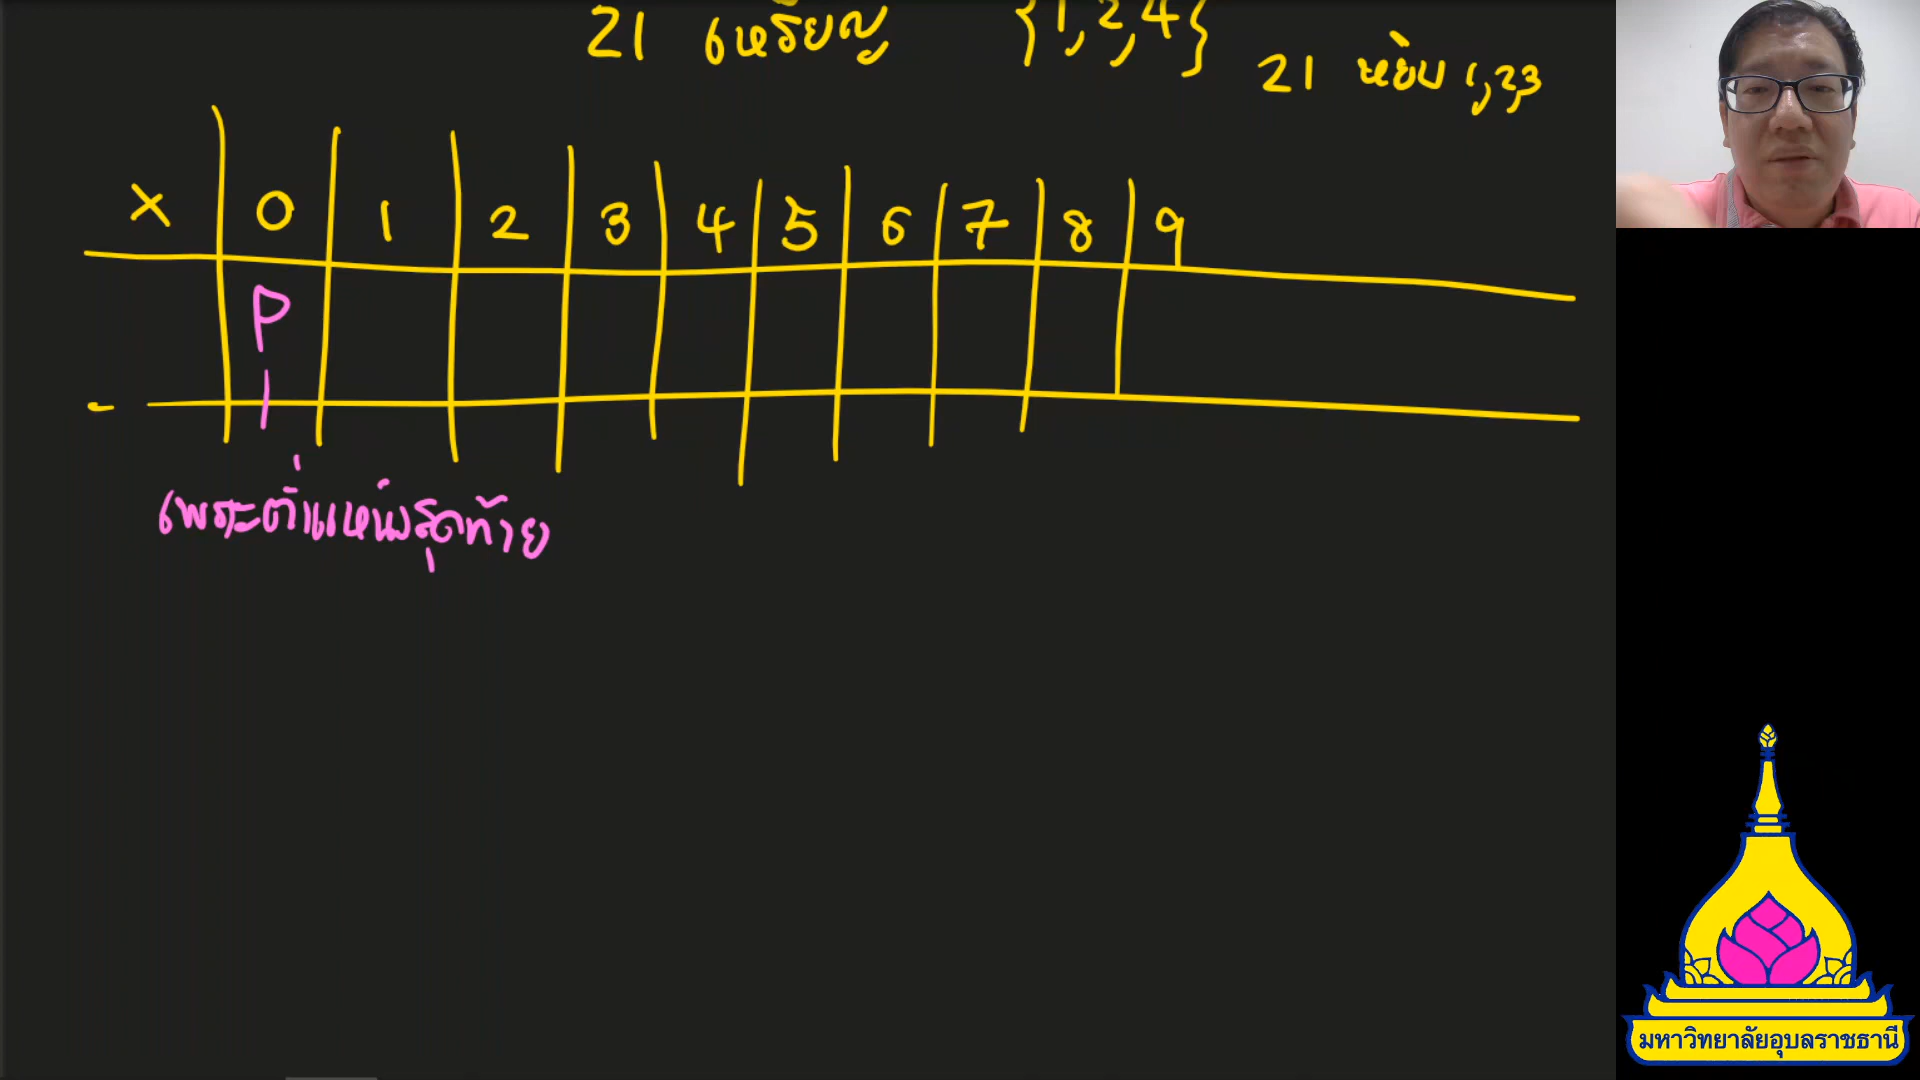 21 เหรียญ {1,2,4}
21 หยิบ 1,2,3
x 0 1 2 3 4 5 6 7 8 9
P
เพราะตำแหน่งสุดท้าย
มหาวิทยาลัยอุบลราชธานี